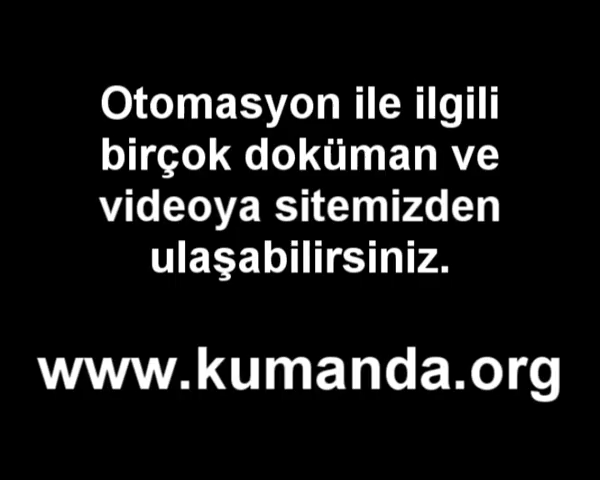 Otomasyon ile ilgili
birçok doküman ve
videoya sitemizden
ulaşabilirsiniz.
www.kumanda.org